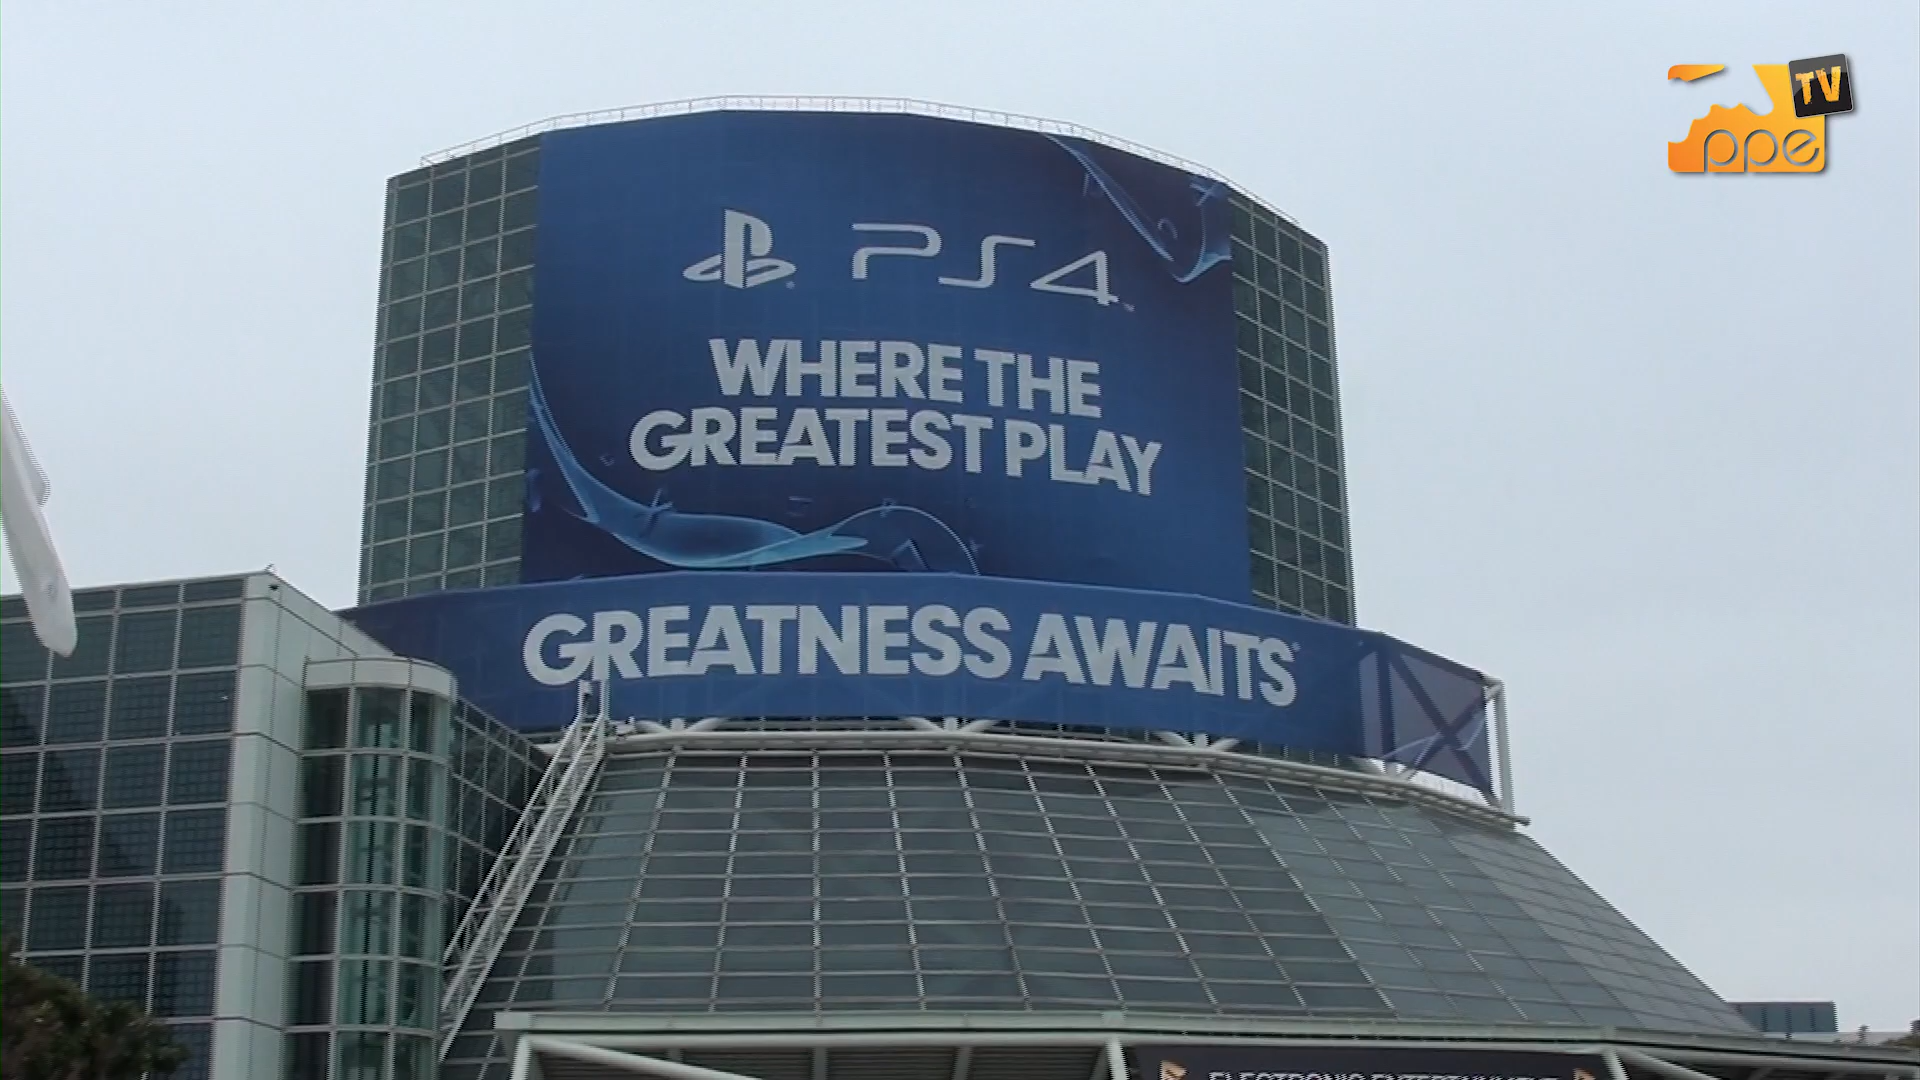 TV
ppe
PS4
WHERE THE
GREATEST PLAY
GREATNESS AWAITS